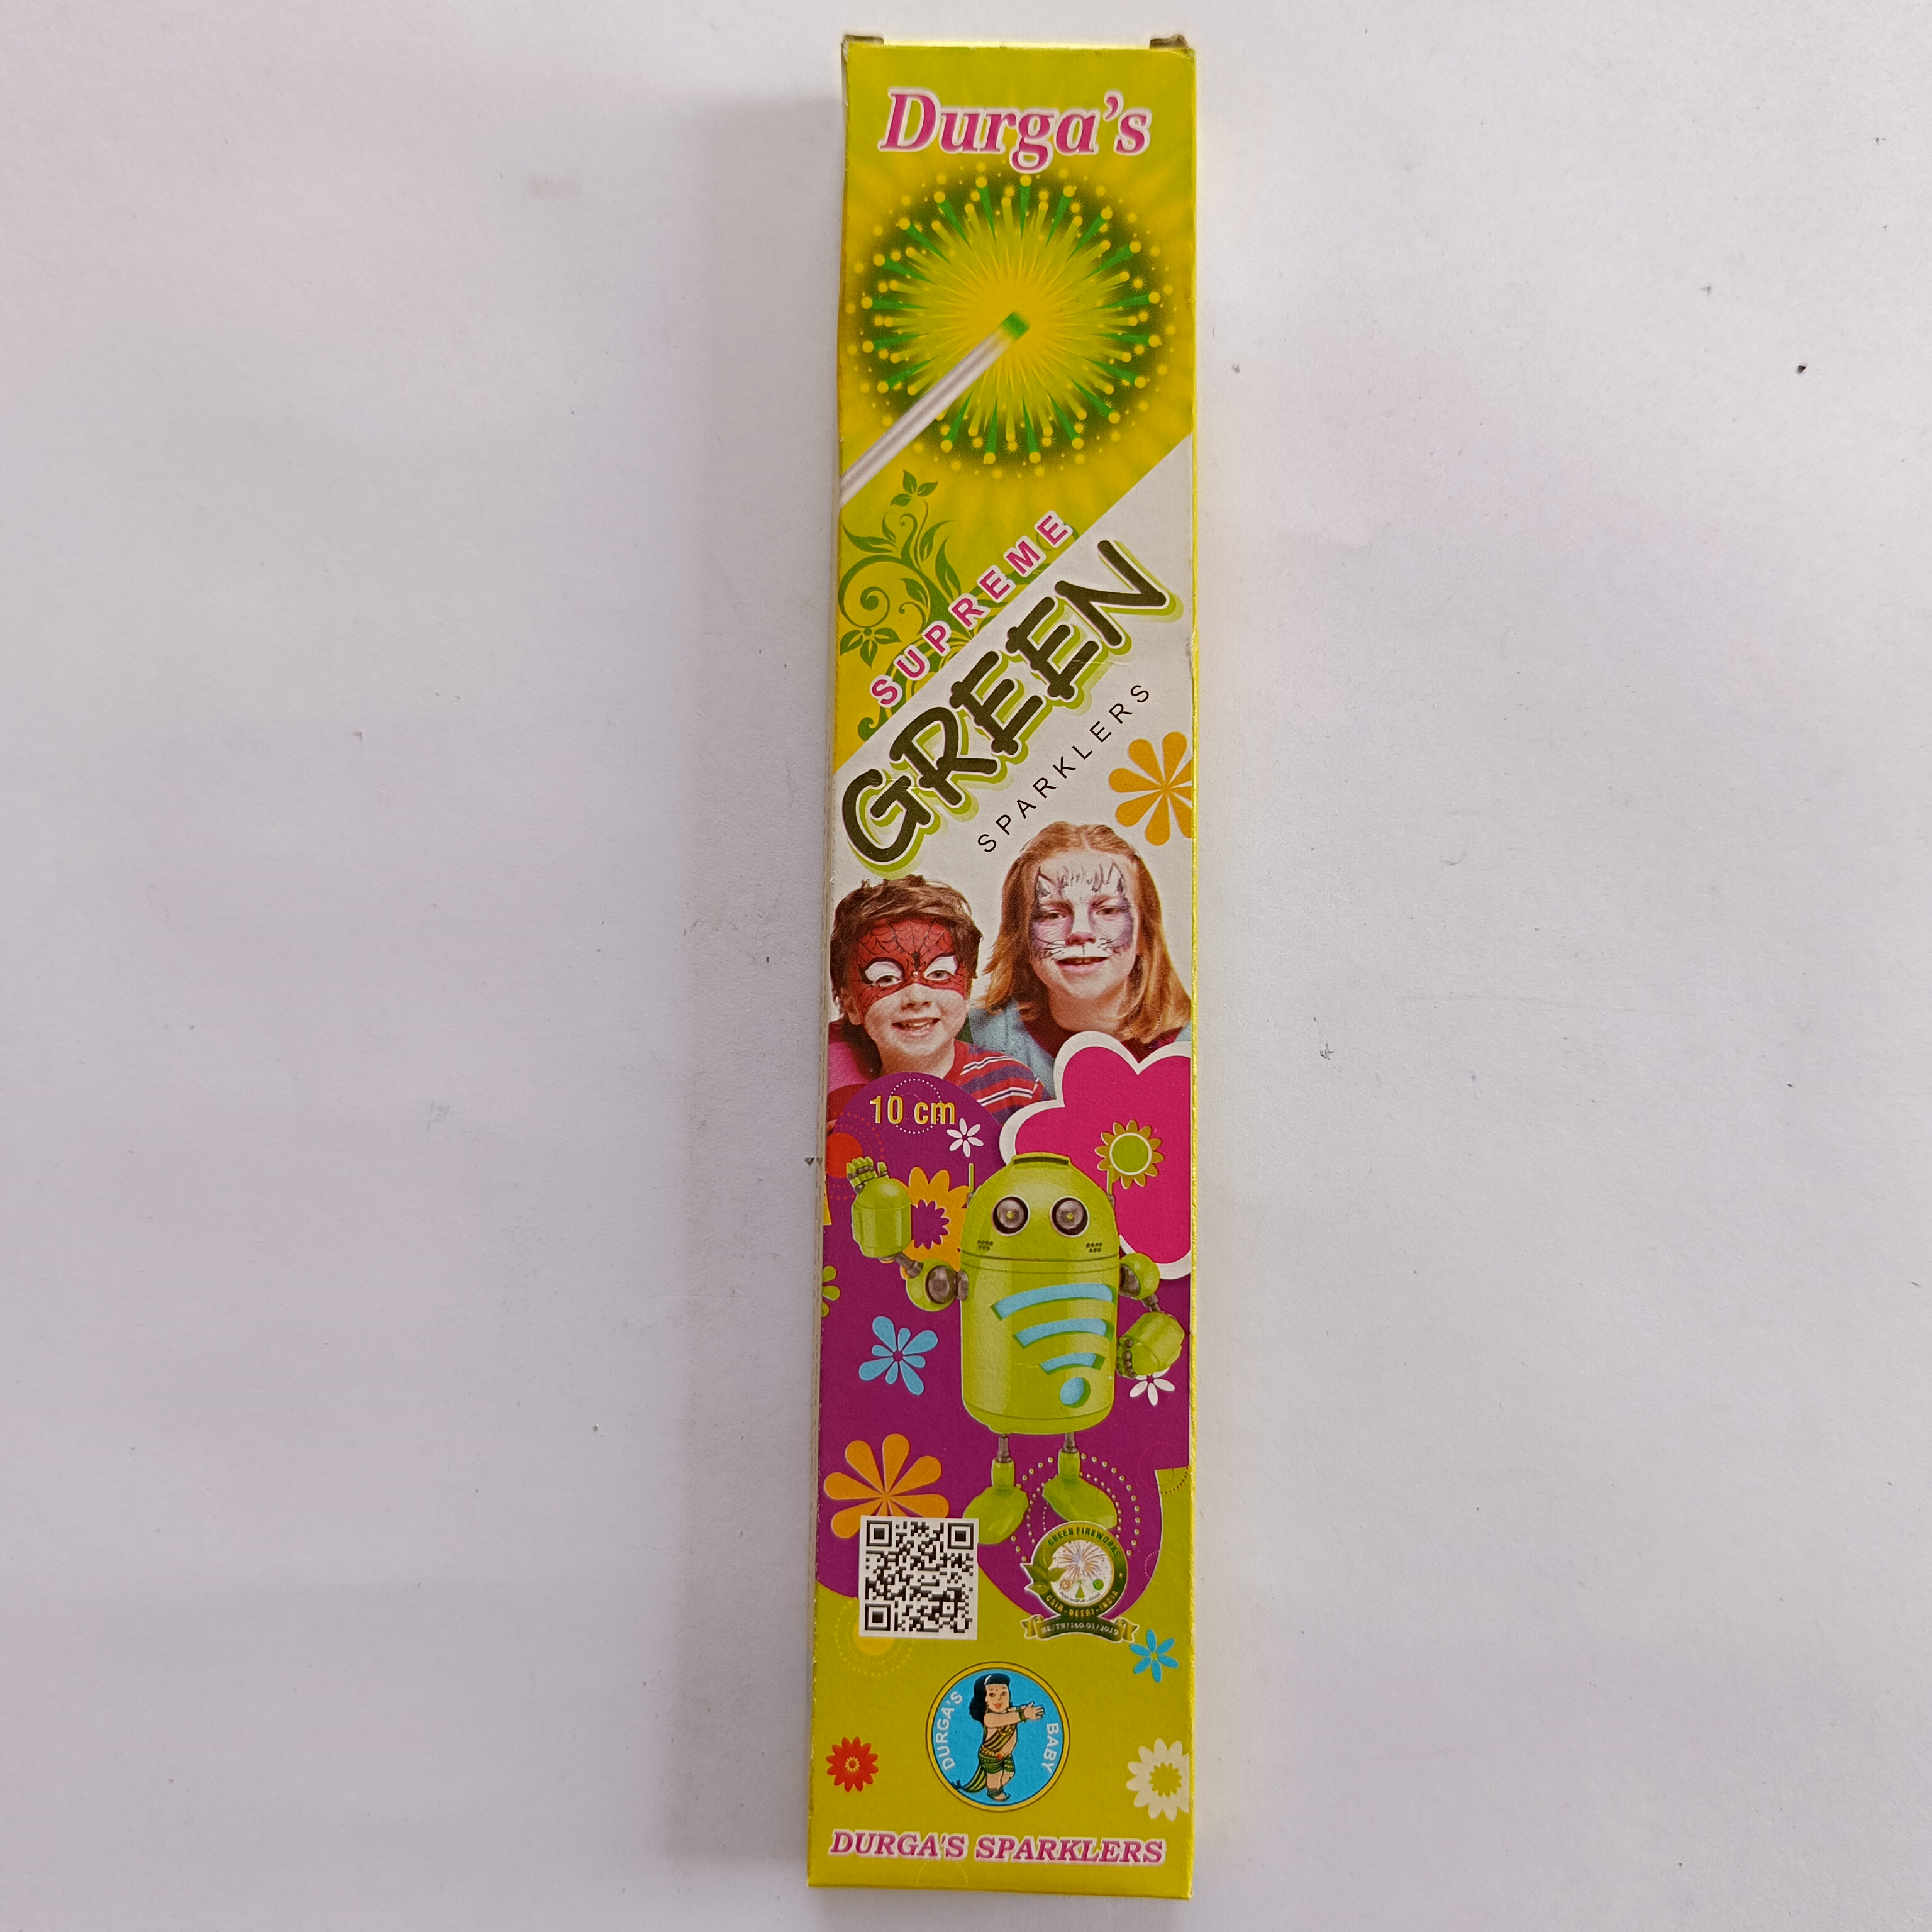 Durga's
SUPREME
GREEN
SPARKLERS
10 cm
GREEN FIREWORKS
CSIR-NEERI-INDIA
DURGA'S BABY
DURGA'S SPARKLERS